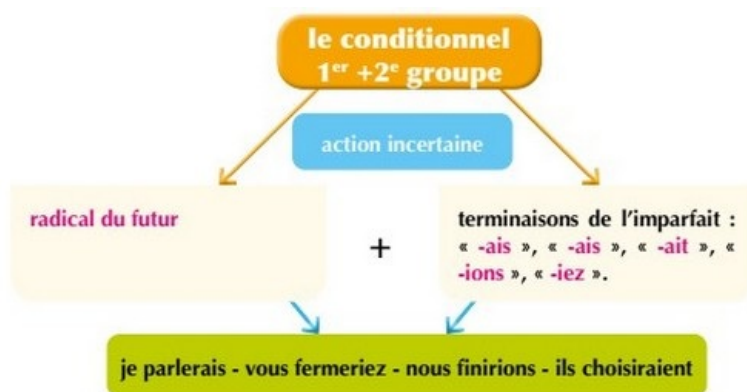 le conditionnel
1er +2e groupe
action incertaine
radical du futur
+
terminaisons de l'imparfait :
« -ais », « -ais », « -ait », «
-ions », « -iez ».
je parlerais - vous fermeriez - nous finirions - ils choisiraient